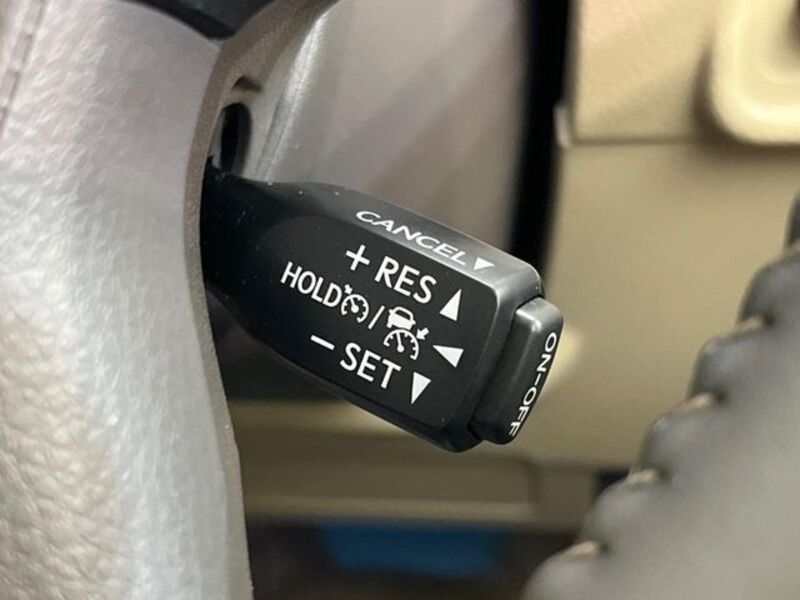 CANCEL▼
+ RES ▲
HOLD /
− SET ▼
ON-OFF